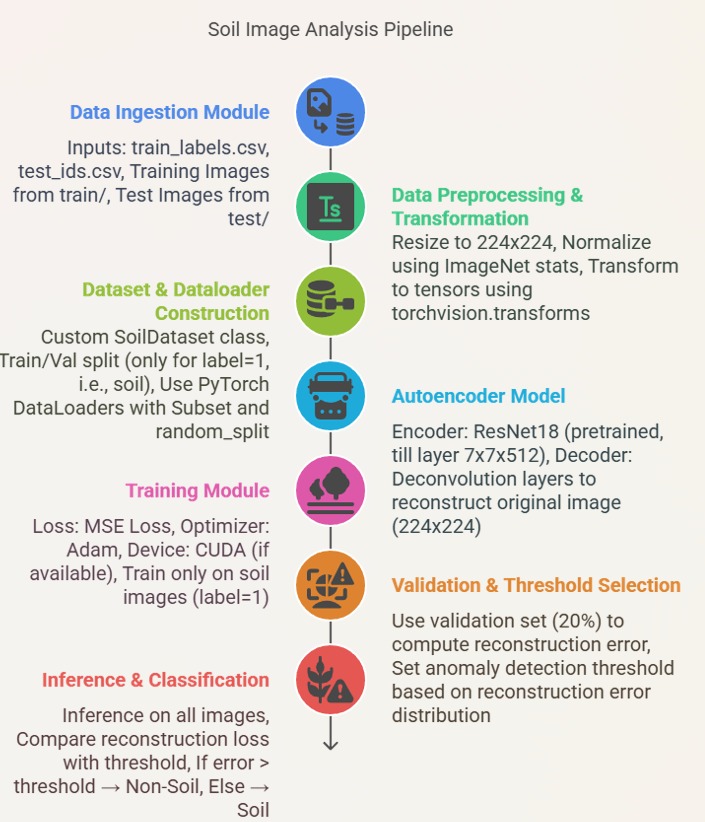 Soil Image Analysis Pipeline
Data Ingestion Module
Inputs: train_labels.csv,
test_ids.csv, Training Images
from train/, Test Images from
test/
Ts
Data Preprocessing &
Transformation
Resize to 224x224, Normalize
using ImageNet stats, Transform
to tensors using
torchvision.transforms
Dataset & Dataloader
Construction
Custom SoilDataset class,
Train/Val split (only for label=1,
i.e., soil), Use PyTorch
DataLoaders with Subset and
random_split
Autoencoder Model
Encoder: ResNet18 (pretrained,
till layer 7x7x512), Decoder:
Deconvolution layers to
reconstruct original image
(224x224)
Training Module
Loss: MSE Loss, Optimizer:
Adam, Device: CUDA (if
available), Train only on soil
images (label=1)
Validation & Threshold Selection
Use validation set (20%) to
compute reconstruction error,
Set anomaly detection threshold
based on reconstruction error
distribution
Inference & Classification
Inference on all images,
Compare reconstruction loss
with threshold, If error >
threshold → Non-Soil, Else →
Soil